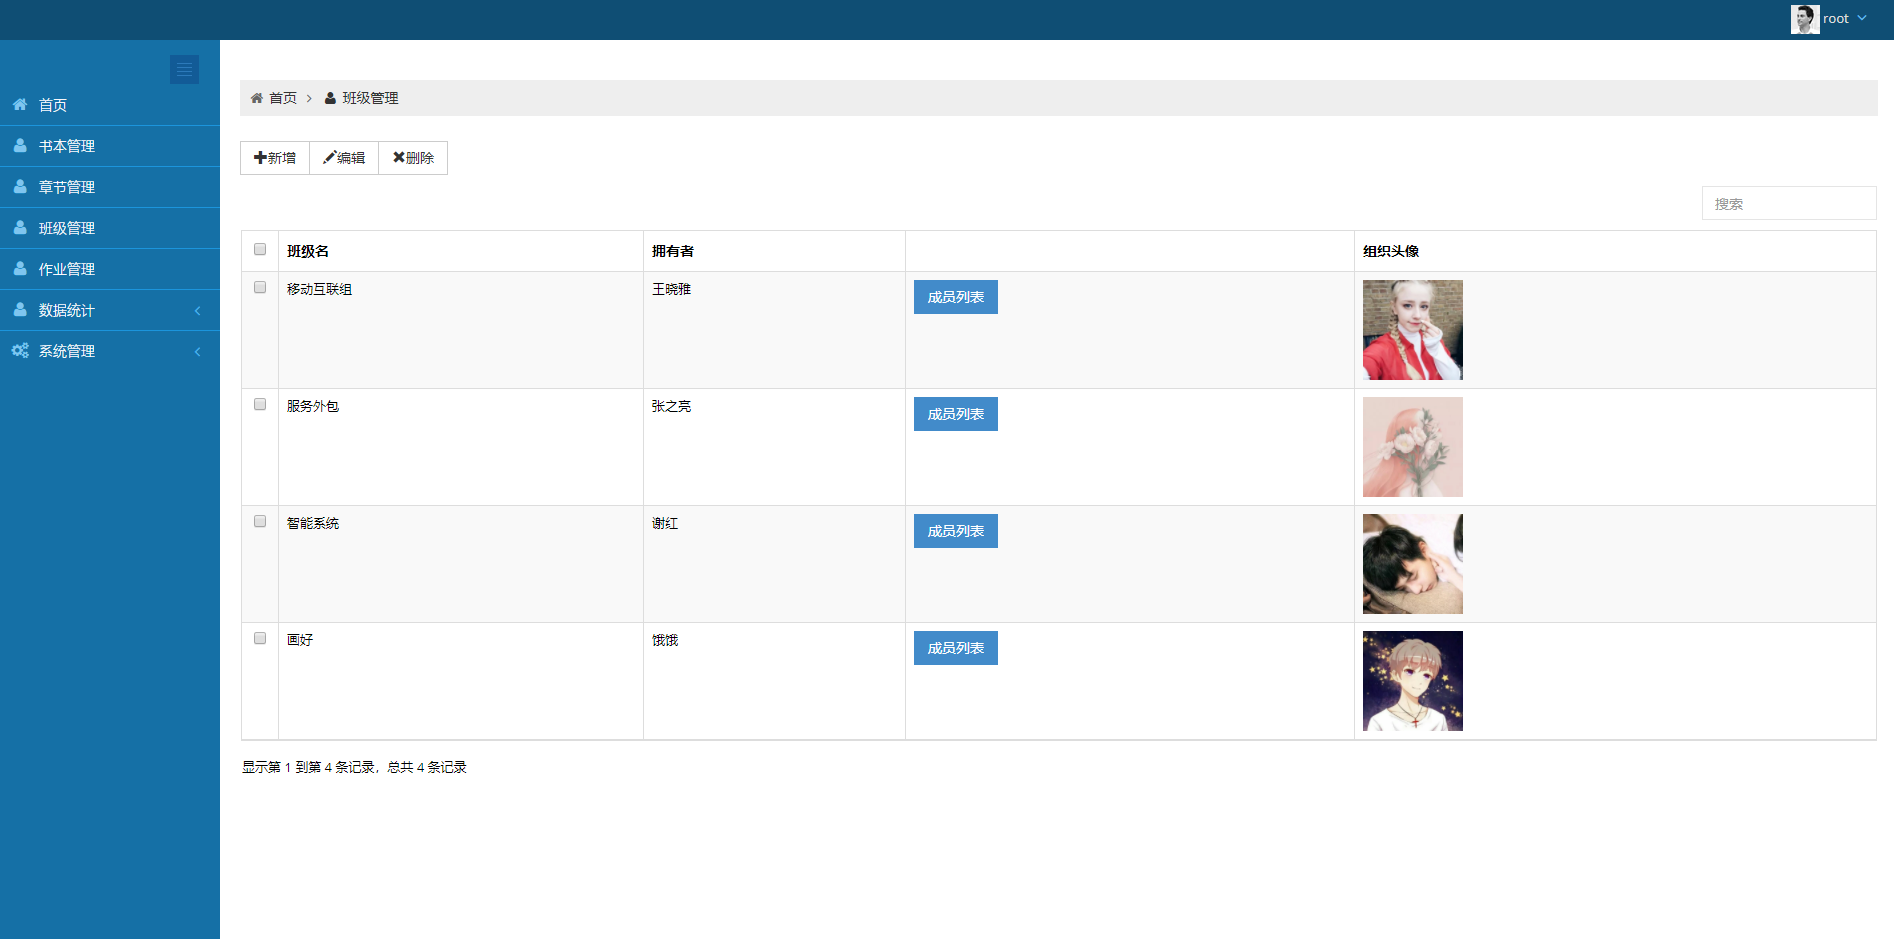 root
首页
书本管理
章节管理
班级管理
作业管理
数据统计
系统管理
首页 班级管理
新增 编辑 删除
搜索
班级名 拥有者 组织头像
移动互联组 王晓雅 成员列表
服务外包 张之亮 成员列表
智能系统 谢红 成员列表
画好 饿饿 成员列表
显示第 1 到第 4 条记录，总共 4 条记录